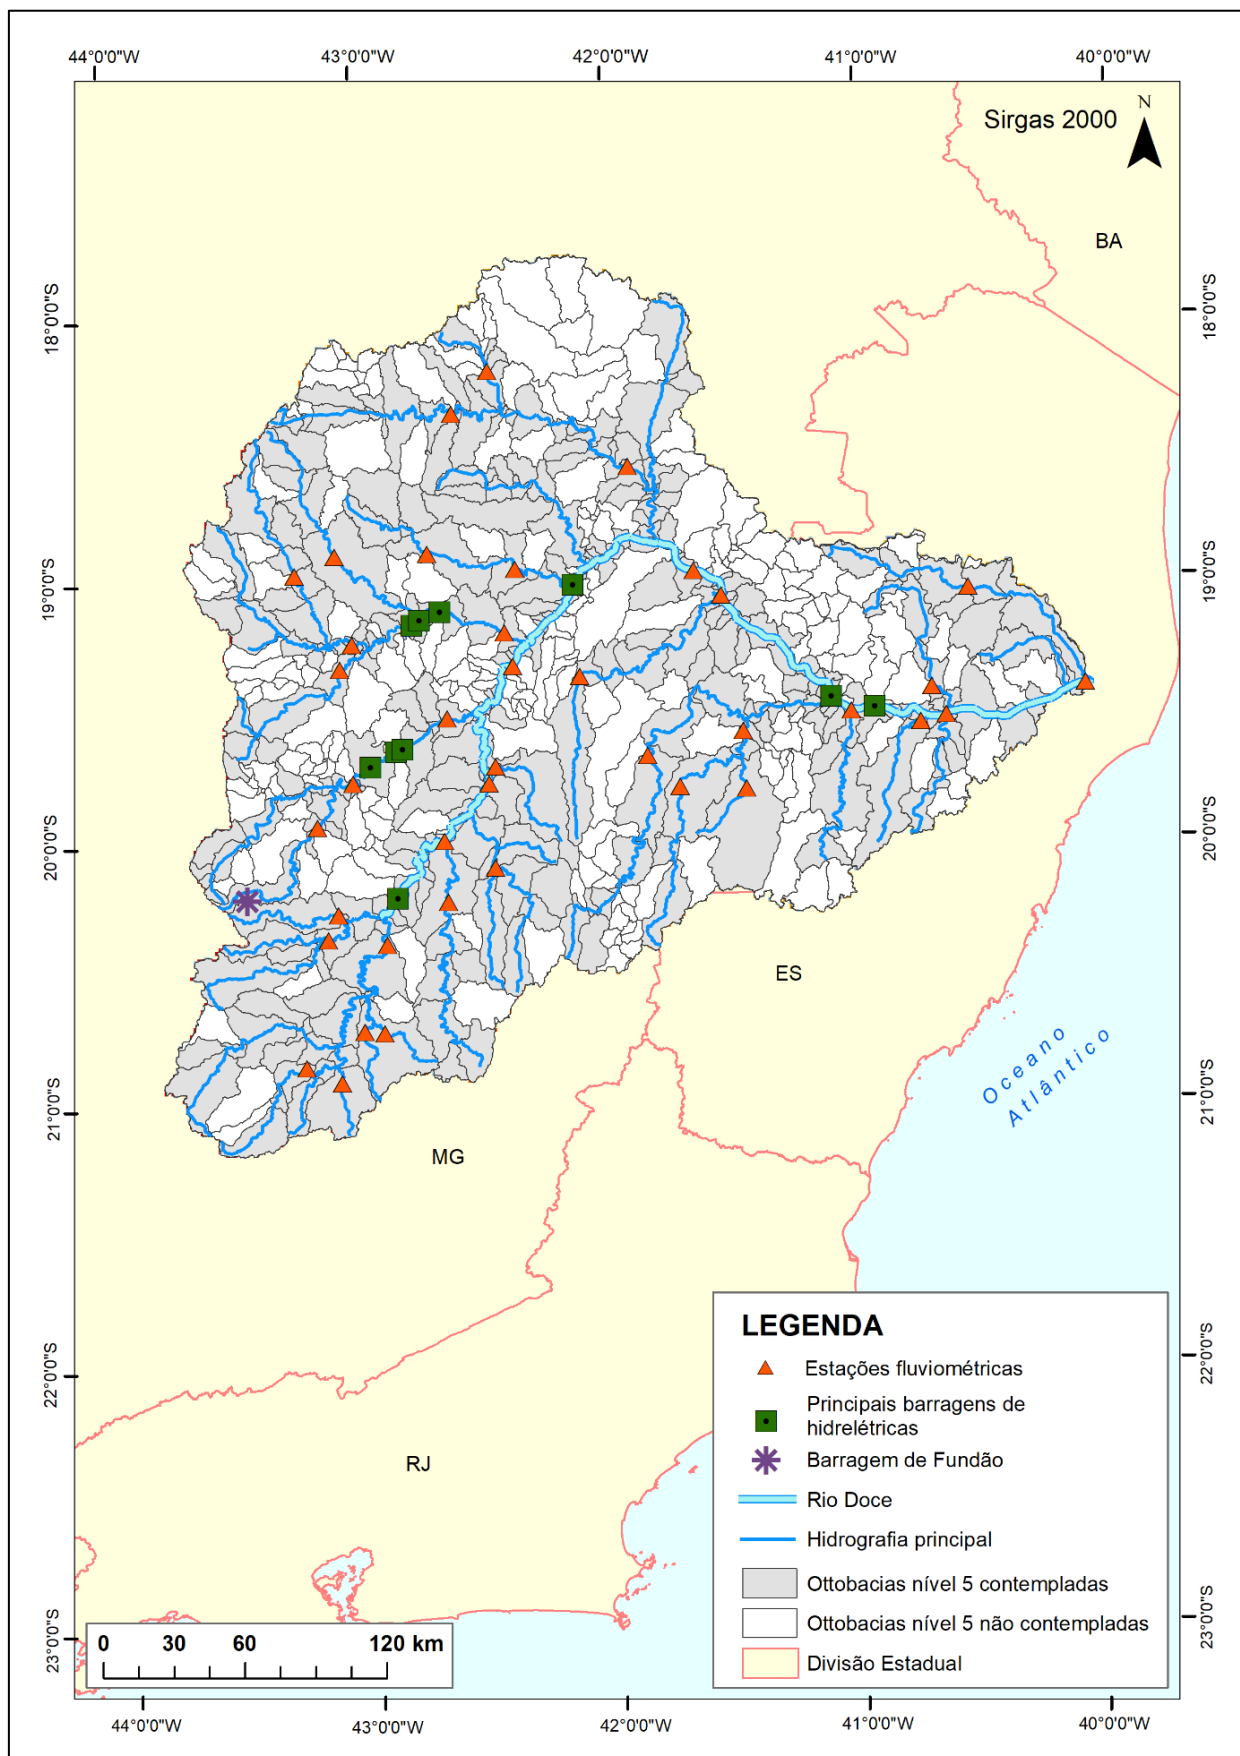 44°0'0"W 43°0'0"W 42°0'0"W 41°0'0"W 40°0'0"W
Sirgas 2000
N
BA
18°0'0"S 18°0'0"S
19°0'0"S 19°0'0"S
20°0'0"S 20°0'0"S
ES
Oceano
Atlântico
21°0'0"S 21°0'0"S
MG
22°0'0"S 22°0'0"S
RJ
LEGENDA
Estações fluviométricas
Principais barragens de
hidrelétricas
Barragem de Fundão
Rio Doce
Hidrografia principal
Ottobacias nível 5 contempladas
Ottobacias nível 5 não contempladas
Divisão Estadual
23°0'0"S 23°0'0"S
0 30 60 120 km
44°0'0"W 43°0'0"W 42°0'0"W 41°0'0"W 40°0'0"W